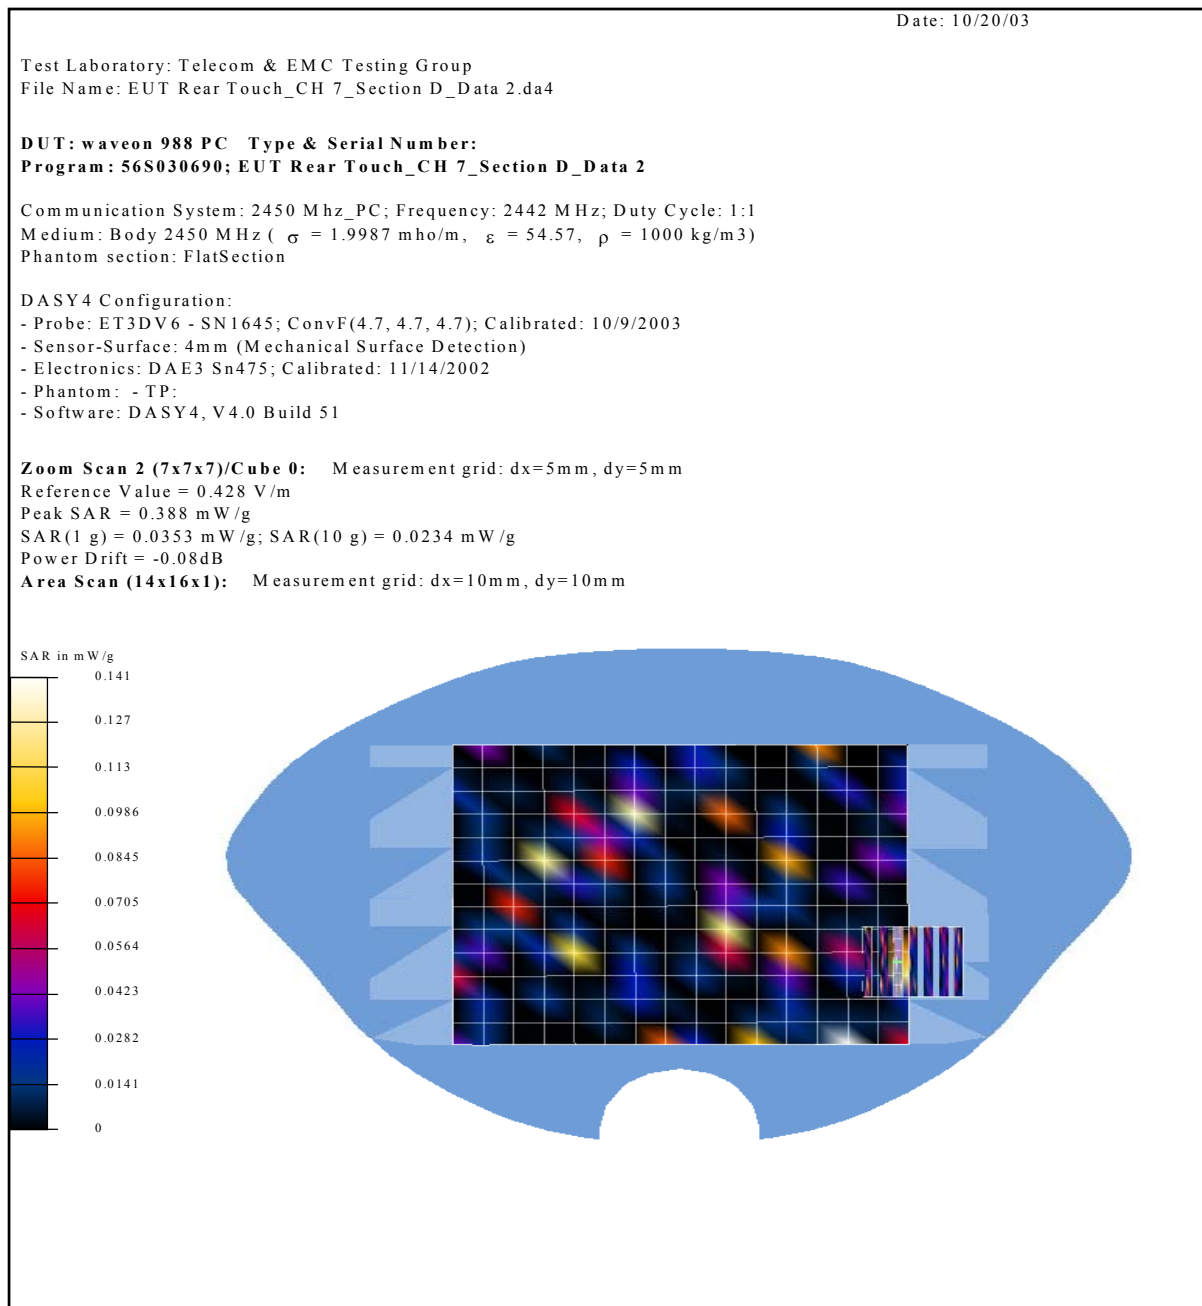 Date: 10/20/03
Test Laboratory: Telecom & EMC Testing Group
File Name: EUT Rear Touch_CH 7_Section D_Data 2.da4
DUT: waveon 988 PC Type & Serial Number:
Program: 56S030690; EUT Rear Touch_CH 7_Section D_Data 2
Communication System: 2450 Mhz_PC; Frequency: 2442 MHz; Duty Cycle: 1:1
Medium: Body 2450 MHz ( σ = 1.9987 mho/m, ε = 54.57, ρ = 1000 kg/m3)
Phantom section: FlatSection
DASY4 Configuration:
- Probe: ET3DV6 - SN1645; ConvF(4.7, 4.7, 4.7); Calibrated: 10/9/2003
- Sensor-Surface: 4mm (Mechanical Surface Detection)
- Electronics: DAE3 Sn475; Calibrated: 11/14/2002
- Phantom: - TP:
- Software: DASY4, V4.0 Build 51
Zoom Scan 2 (7x7x7)/Cube 0: Measurement grid: dx=5mm, dy=5mm
Reference Value = 0.428 V/m
Peak SAR = 0.388 mW/g
SAR(1 g) = 0.0353 mW/g; SAR(10 g) = 0.0234 mW/g
Power Drift = -0.08dB
Area Scan (14x16x1): Measurement grid: dx=10mm, dy=10mm
SAR in mW/g
0.141
0.127
0.113
0.0986
0.0845
0.0705
0.0564
0.0423
0.0282
0.0141
0